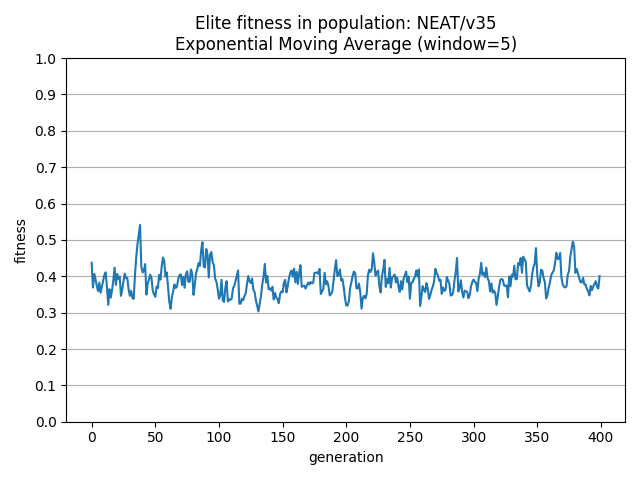 Elite fitness in population: NEAT/v35
Exponential Moving Average (window=5)
1.0
0.9
0.8
0.7
0.6
0.5
0.4
0.3
0.2
0.1
0.0
fitness
0 50 100 150 200 250 300 350 400
generation